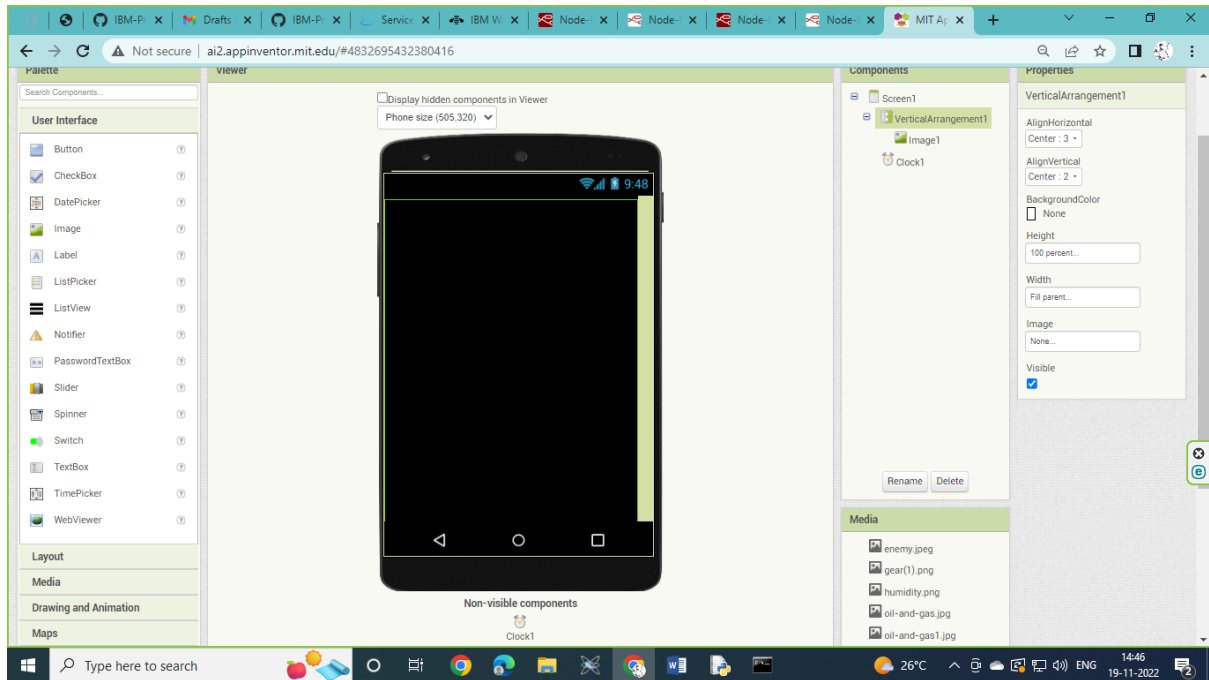 IBM-Pr
Drafts
IBM-Pr
Service
IBM W
Node-
Node-
Node-
Node-
MIT Ap
Not secure
ai2.appinventor.mit.edu/#4832695432380416
Palette
Search Components...
User Interface
Button
CheckBox
DatePicker
Image
Label
ListPicker
ListView
Notifier
PasswordTextBox
Slider
Spinner
Switch
TextBox
TimePicker
WebViewer
Layout
Media
Drawing and Animation
Maps
Viewer
Display hidden components in Viewer
Phone size (505,320)
9:48
Non-visible components
Clock1
Components
Screen1
VerticalArrangement1
Image1
Clock1
Rename Delete
Media
enemy.jpeg
gear(1).png
humidity.png
oil-and-gas.jpg
oil-and-gas1.jpg
Properties
VerticalArrangement1
AlignHorizontal
Center : 3
AlignVertical
Center : 2
BackgroundColor
None
Height
100 percent...
Width
Fill parent...
Image
None...
Visible
Type here to search
26°C
ENG
14:46
19-11-2022